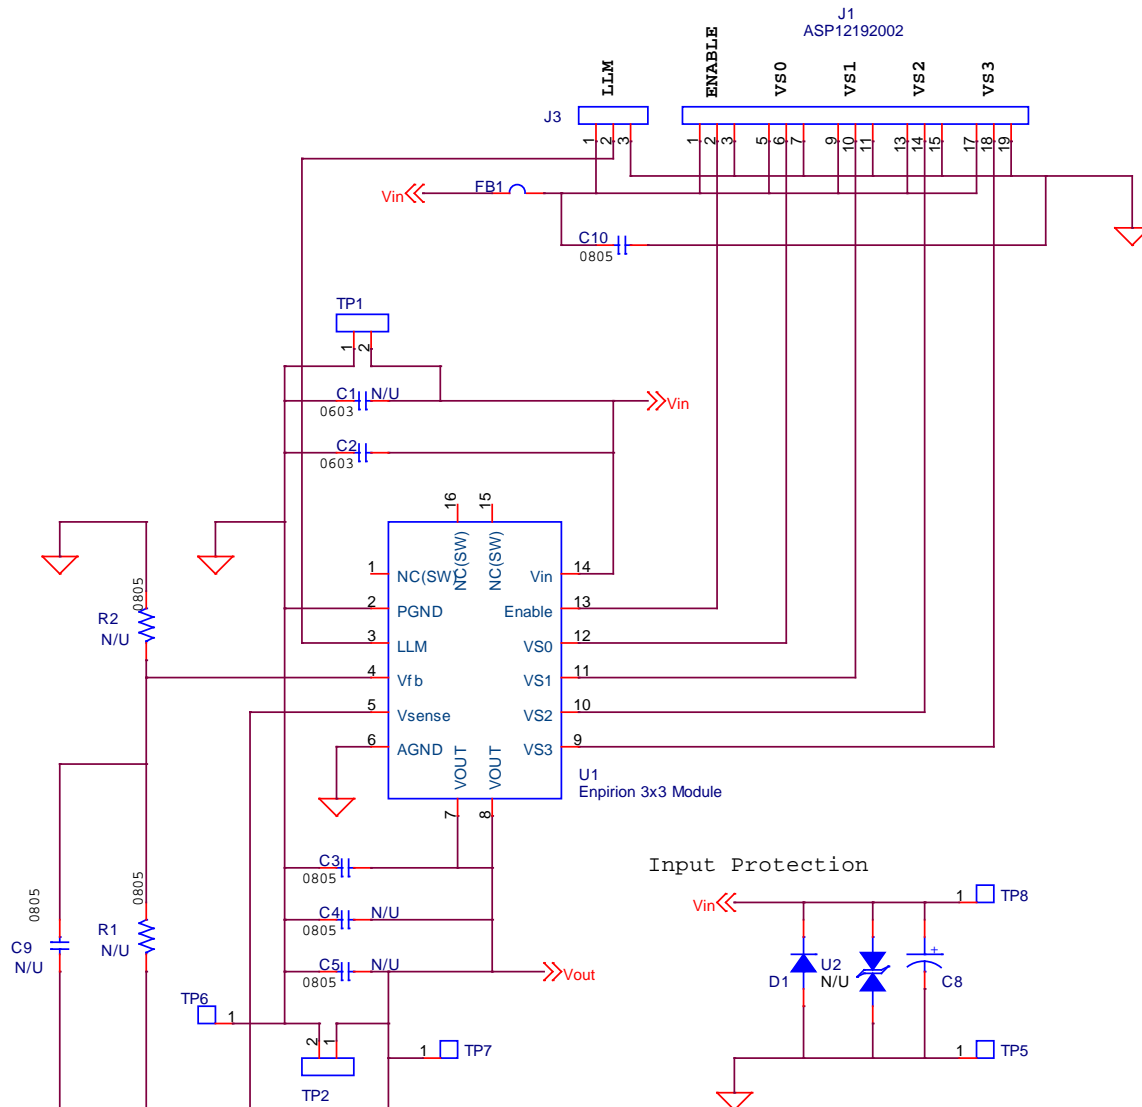 J1
ASP12192002
LLM
ENABLE
VS0
VS1
VS2
VS3
J3
1
2
3
1
2
3
5
6
7
9
10
11
13
14
15
17
18
19
Vin
FB1
C10
0805
TP1
1
2
C1
N/U
0603
Vin
C2
0603
16
15
NC(SW)
NC(SW)
1
NC(SW)
Vin
14
2
PGND
Enable
13
3
LLM
VS0
12
4
Vfb
VS1
11
5
Vsense
VS2
10
6
AGND
VS3
9
VOUT
VOUT
7
8
U1
Enpirion 3x3 Module
0805
R2
N/U
C3
0805
C4
N/U
0805
C5
N/U
0805
Vout
0805
0805
C9
N/U
R1
N/U
TP6
1
2
1
TP2
1
TP7
Input Protection
Vin
1
TP8
D1
U2
N/U
+
C8
1
TP5